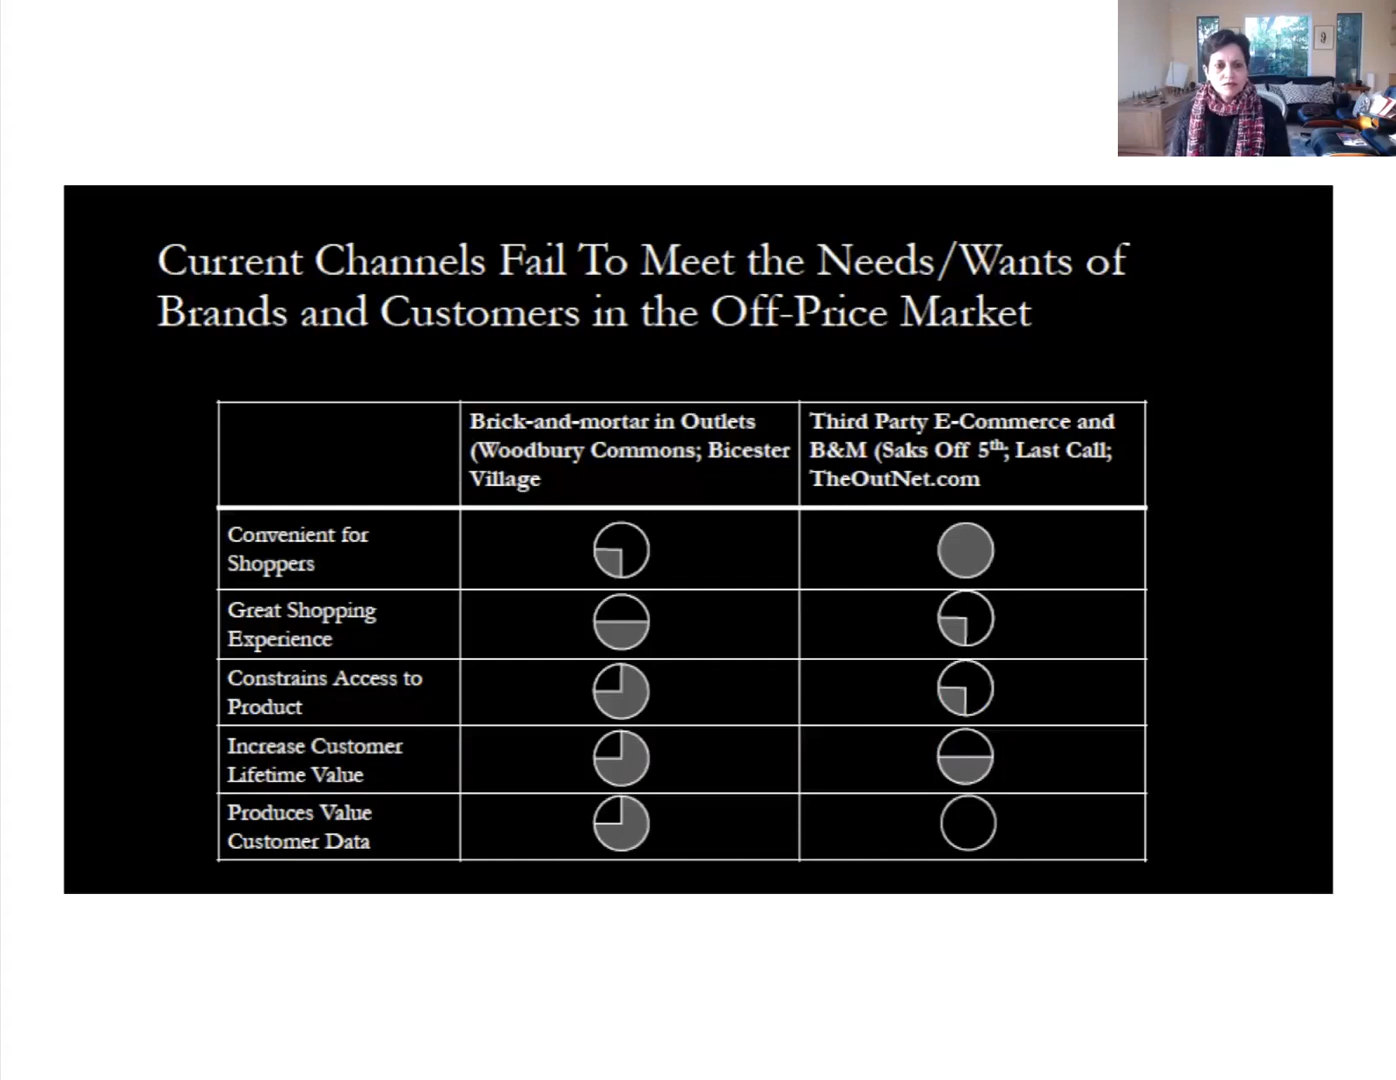 Current Channels Fail To Meet the Needs/Wants of
Brands and Customers in the Off-Price Market
Brick-and-mortar in Outlets
(Woodbury Commons; Bicester
Village
Third Party E-Commerce and
B&M (Saks Off 5th; Last Call;
TheOutNet.com
Convenient for
Shoppers
Great Shopping
Experience
Constrains Access to
Product
Increase Customer
Lifetime Value
Produces Value
Customer Data